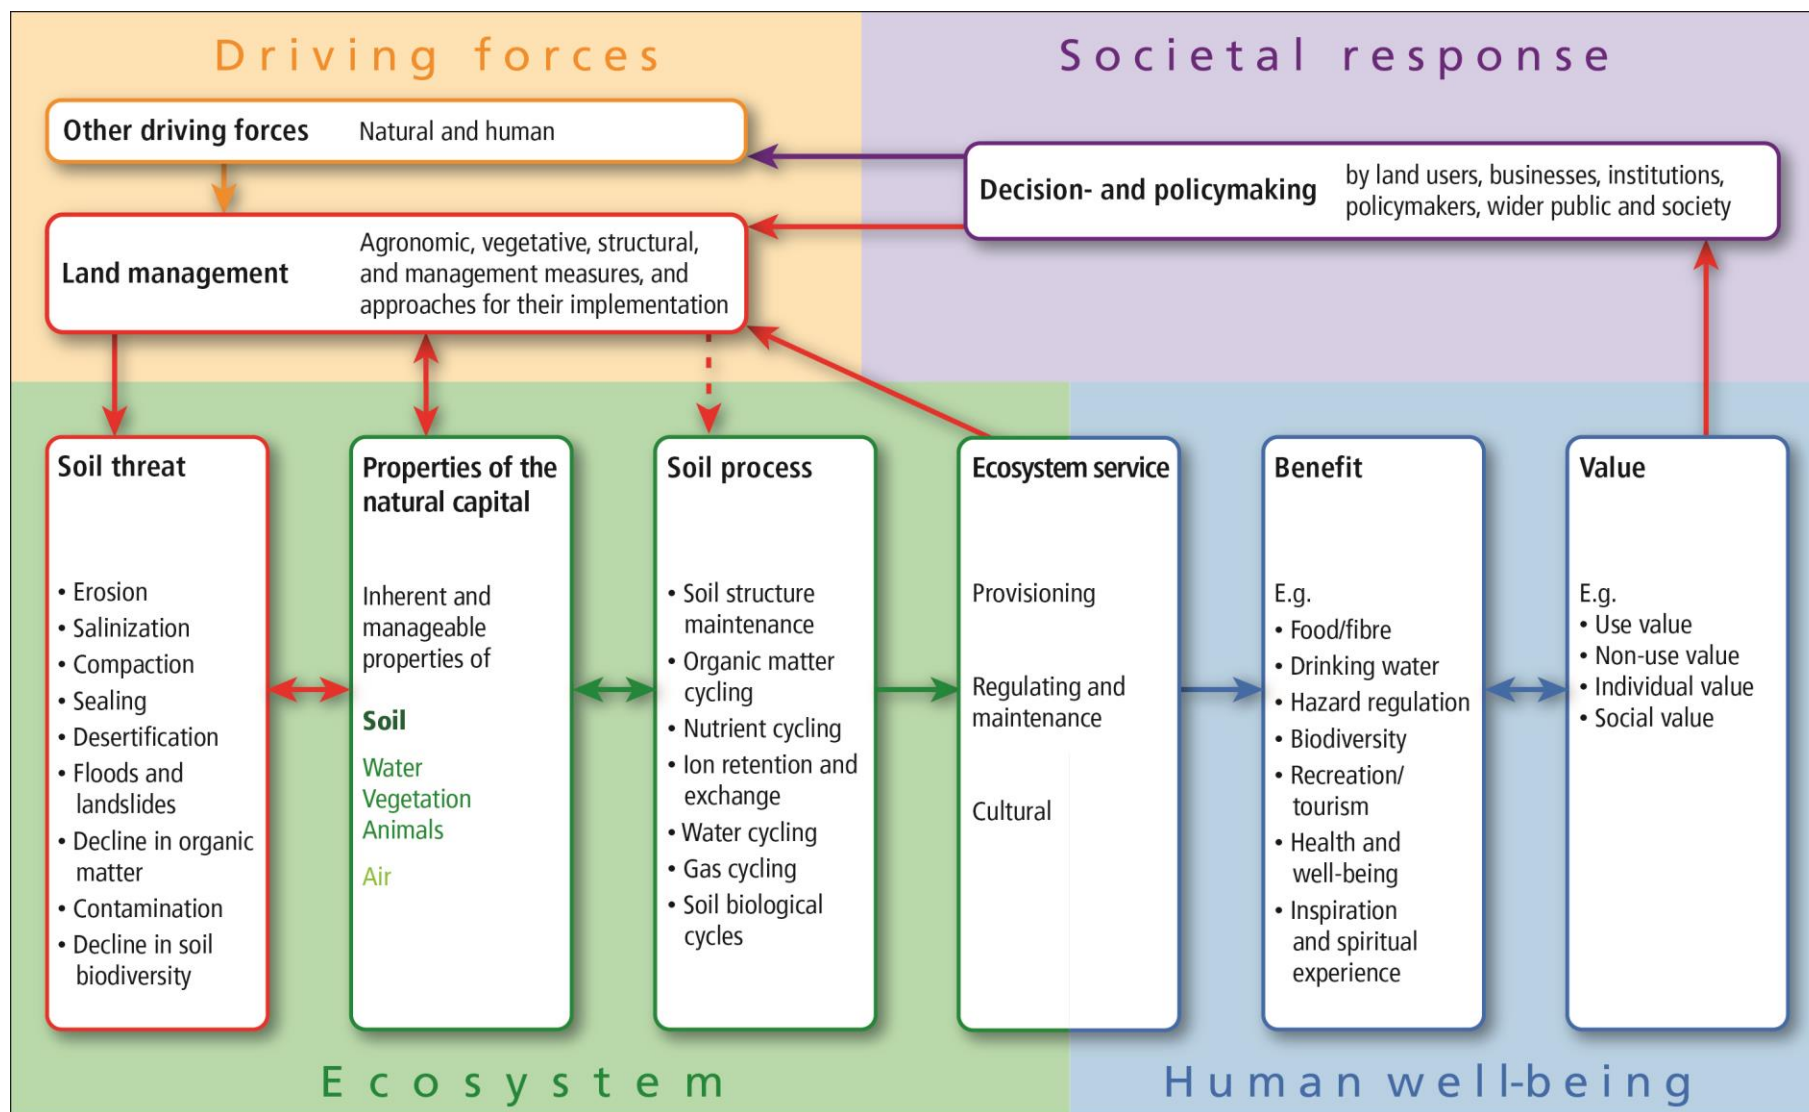 Driving forces
Societal response
Other driving forces
Natural and human
Decision- and policymaking
by land users, businesses, institutions,
policymakers, wider public and society
Land management
Agronomic, vegetative, structural,
and management measures, and
approaches for their implementation
Soil threat
• Erosion
• Salinization
• Compaction
• Sealing
• Desertification
• Floods and
landslides
• Decline in organic
matter
• Contamination
• Decline in soil
biodiversity
Properties of the
natural capital
Inherent and
manageable
properties of
Soil
Water
Vegetation
Animals
Air
Soil process
• Soil structure
maintenance
• Organic matter
cycling
• Nutrient cycling
• Ion retention and
exchange
• Water cycling
• Gas cycling
• Soil biological
cycles
Ecosystem service
Provisioning
Regulating and
maintenance
Cultural
Benefit
E.g.
• Food/fibre
• Drinking water
• Hazard regulation
• Biodiversity
• Recreation/
tourism
• Health and
well-being
• Inspiration
and spiritual
experience
Value
E.g.
• Use value
• Non-use value
• Individual value
• Social value
Ecosystem
Human well-being